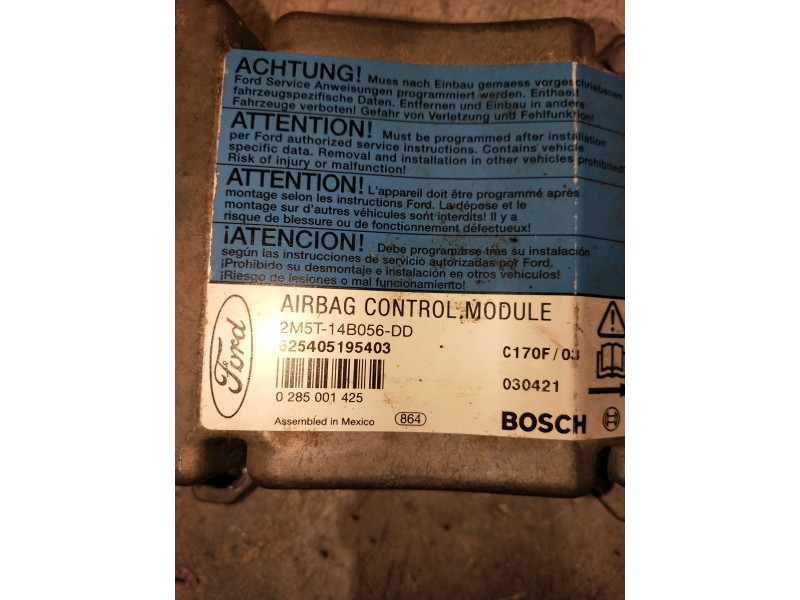 ACHTUNG! Muss nach Einbau gemaess vorgeschriebenen
Ford Service Anweisungen programmiert werden. Enthaelt
fahrzeugspezifische Daten. Entfernen und Einbau in andere
Fahrzeuge verboten! Gefahr von Verletzung und Fehlfunktion!
ATTENTION! Must be programmed after installation
per Ford authorized service instructions. Contains vehicle
specific data. Removal and installation in other vehicles prohibited!
Risk of injury or malfunction!
ATTENTION! L'appareil doit être programmé après
montage selon les instructions Ford. La dépose et le
montage sur d'autres véhicules sont interdits! Il y a
risque de blessure ou de fonctionnement défectueux!
¡ATENCION! Debe programarse tras su instalación
según las instrucciones de servicio autorizadas por Ford.
¡Prohibido su desmontaje e instalación en otros vehículos!
¡Riesgo de lesiones o mal funcionamiento!
Ford
AIRBAG CONTROL MODULE
2M5T-14B056-DD
625405195403 C170F/03
030421
0 285 001 425
Assembled in Mexico 864 BOSCH